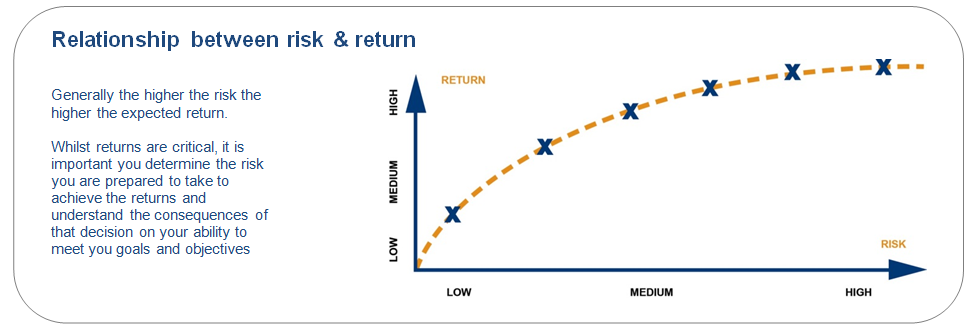 Relationship between risk & return
Generally the higher the risk the
higher the expected return.
Whilst returns are critical, it is
important you determine the risk
you are prepared to take to
achieve the returns and
understand the consequences of
that decision on your ability to
meet you goals and objectives
RETURN
HIGH
MEDIUM
LOW
RISK
LOW
MEDIUM
HIGH